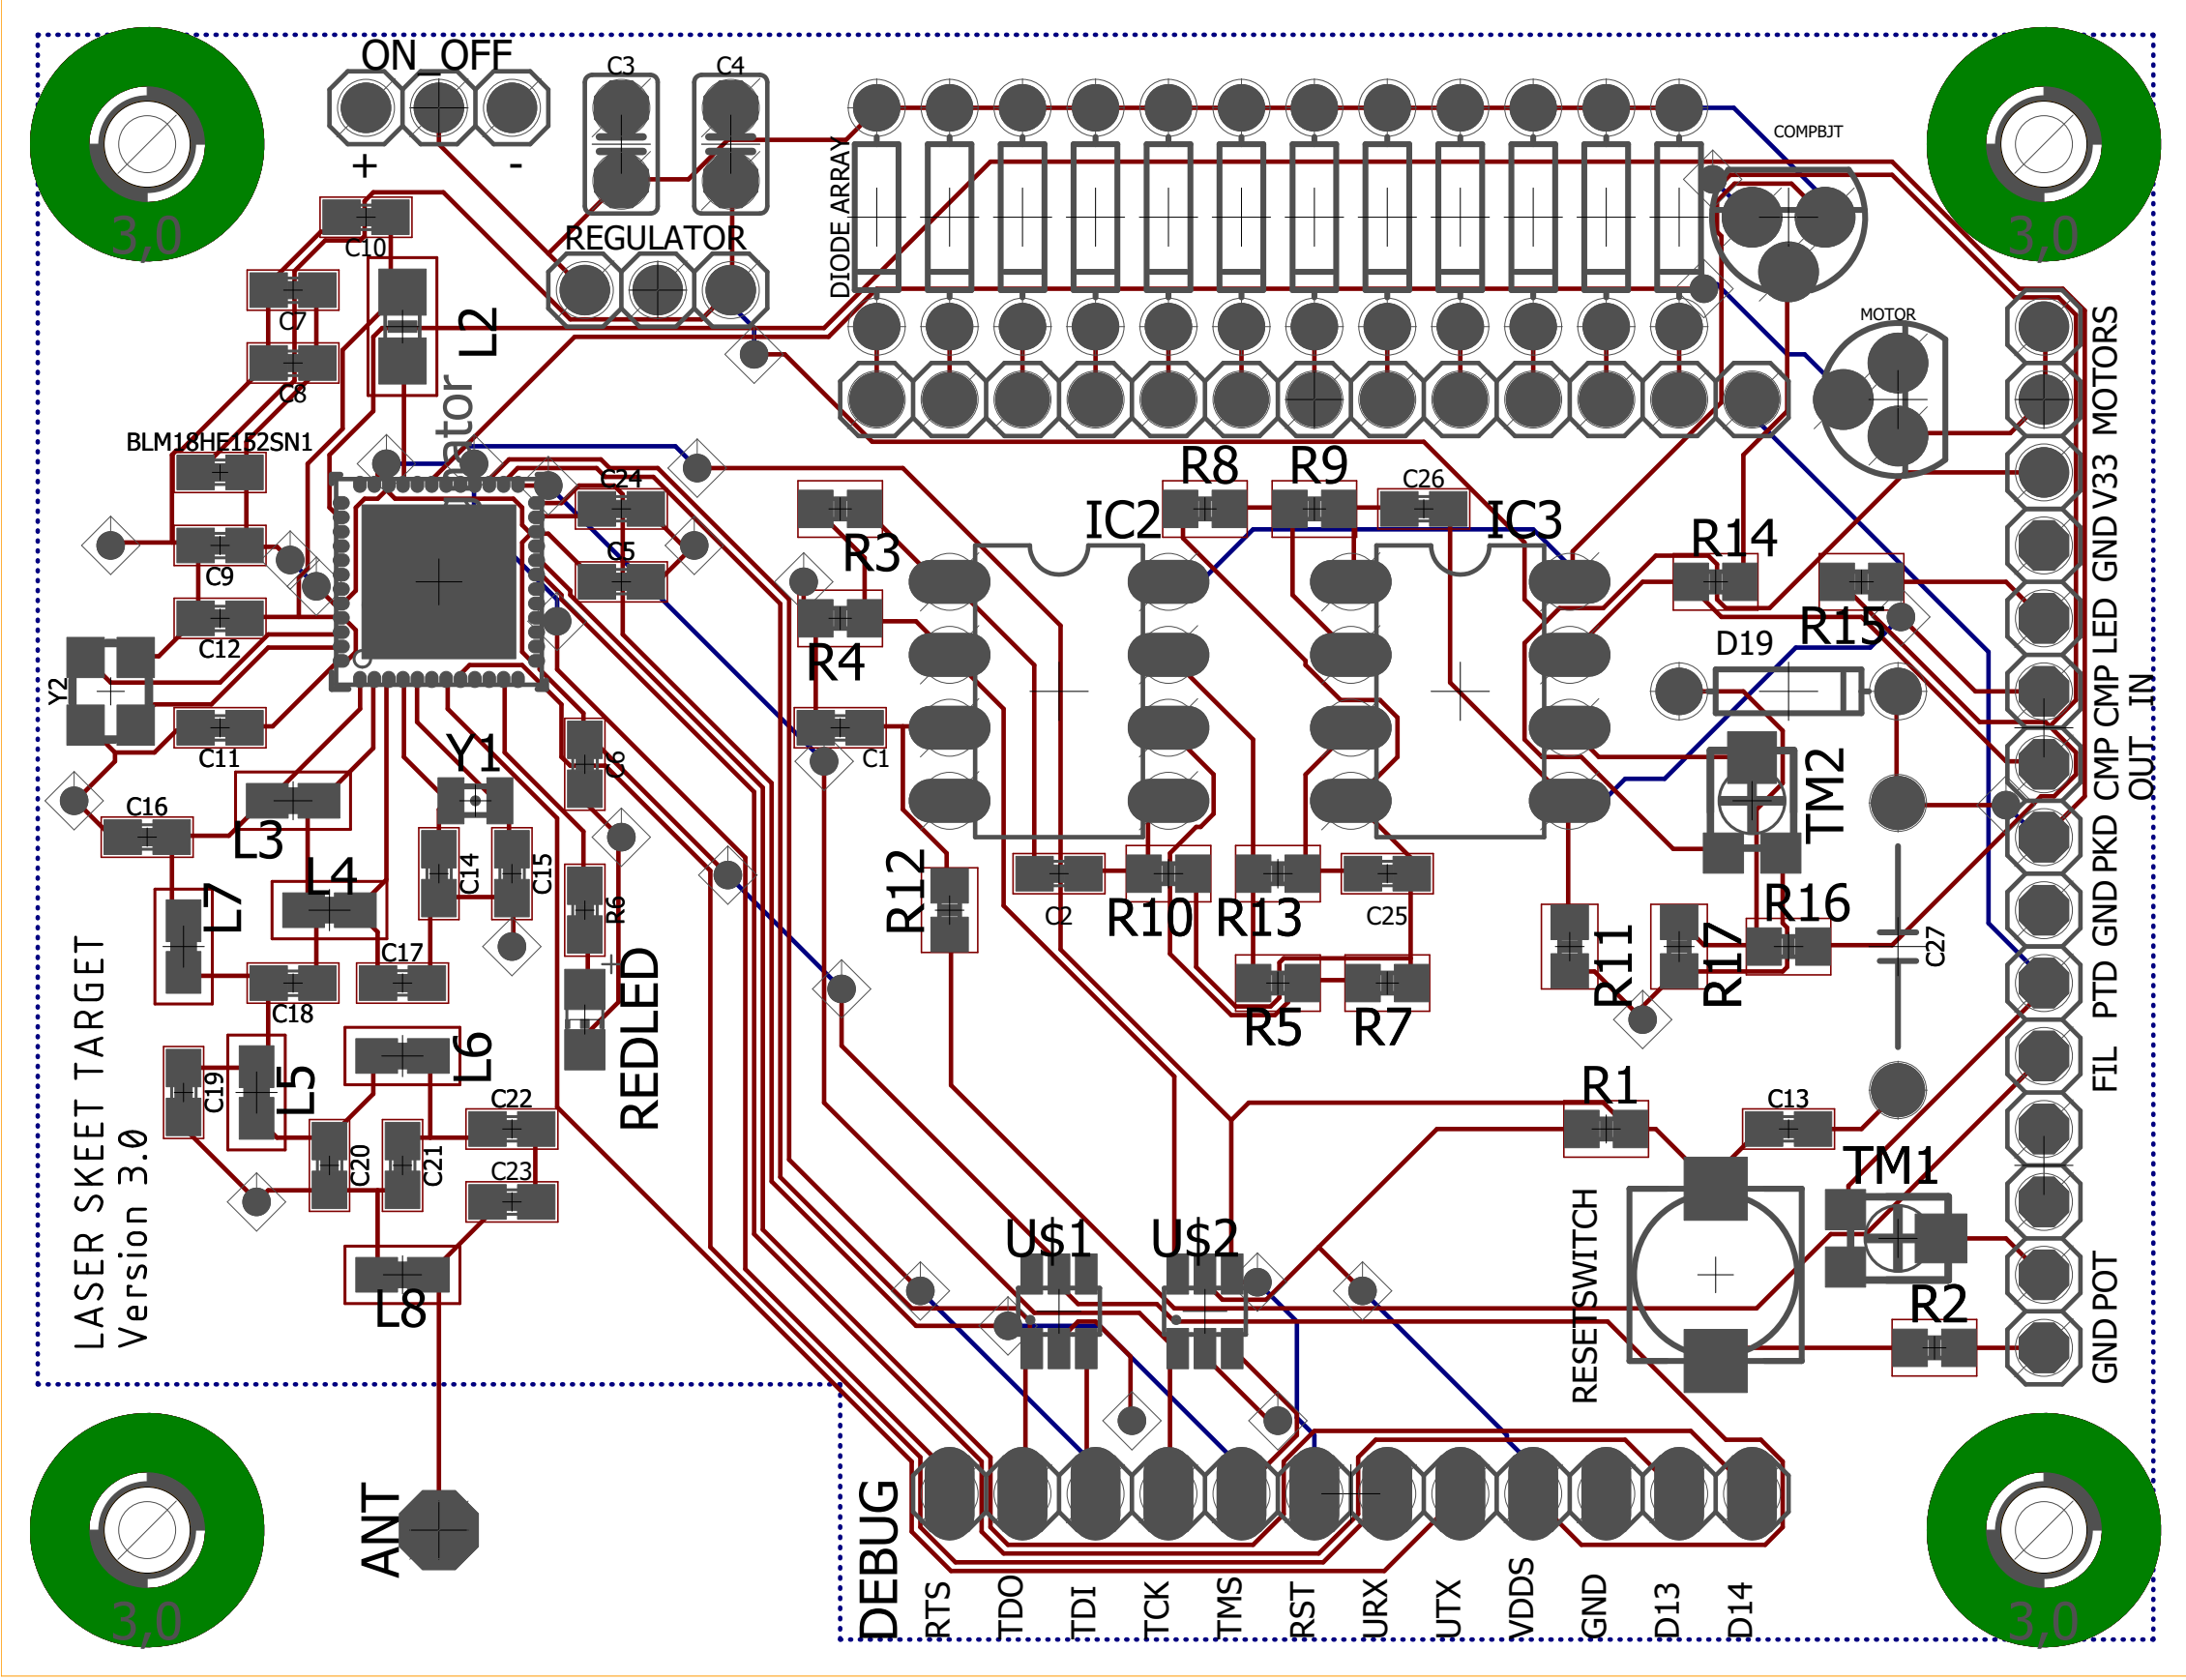 ON_OFF
+
-
C3
C4
COMPBJT
3,0
3,0
C10
REGULATOR
DIODE ARRAY
C7
L2
MOTOR
MOTORS
C8
BLM18HE152SN1
C24
R8
R9
C26
V33
IC2
IC3
R14
GND
R3
C5
C9
C12
R4
D19
R15
LED
Y2
C11
Y1
C6
C1
CMP
CMP
OUT
IN
TM2
C16
L3
L4
C14
C15
R6
R12
C2
R10
R13
C25
R16
PKD
L7
C17
R11
R17
C27
GND
C18
+
REDLED
R5
R7
PTD
LASER SKEET TARGET
Version 3.0
L6
C19
L5
C22
R1
C13
FIL
C20
C21
C23
TM1
U$1
U$2
RESETSWITCH
L8
R2
POT
GND
ANT
DEBUG
3,0
3,0
RTS
TDO
TDI
TCK
TMS
RST
URX
UTX
VDDS
GND
D13
D14